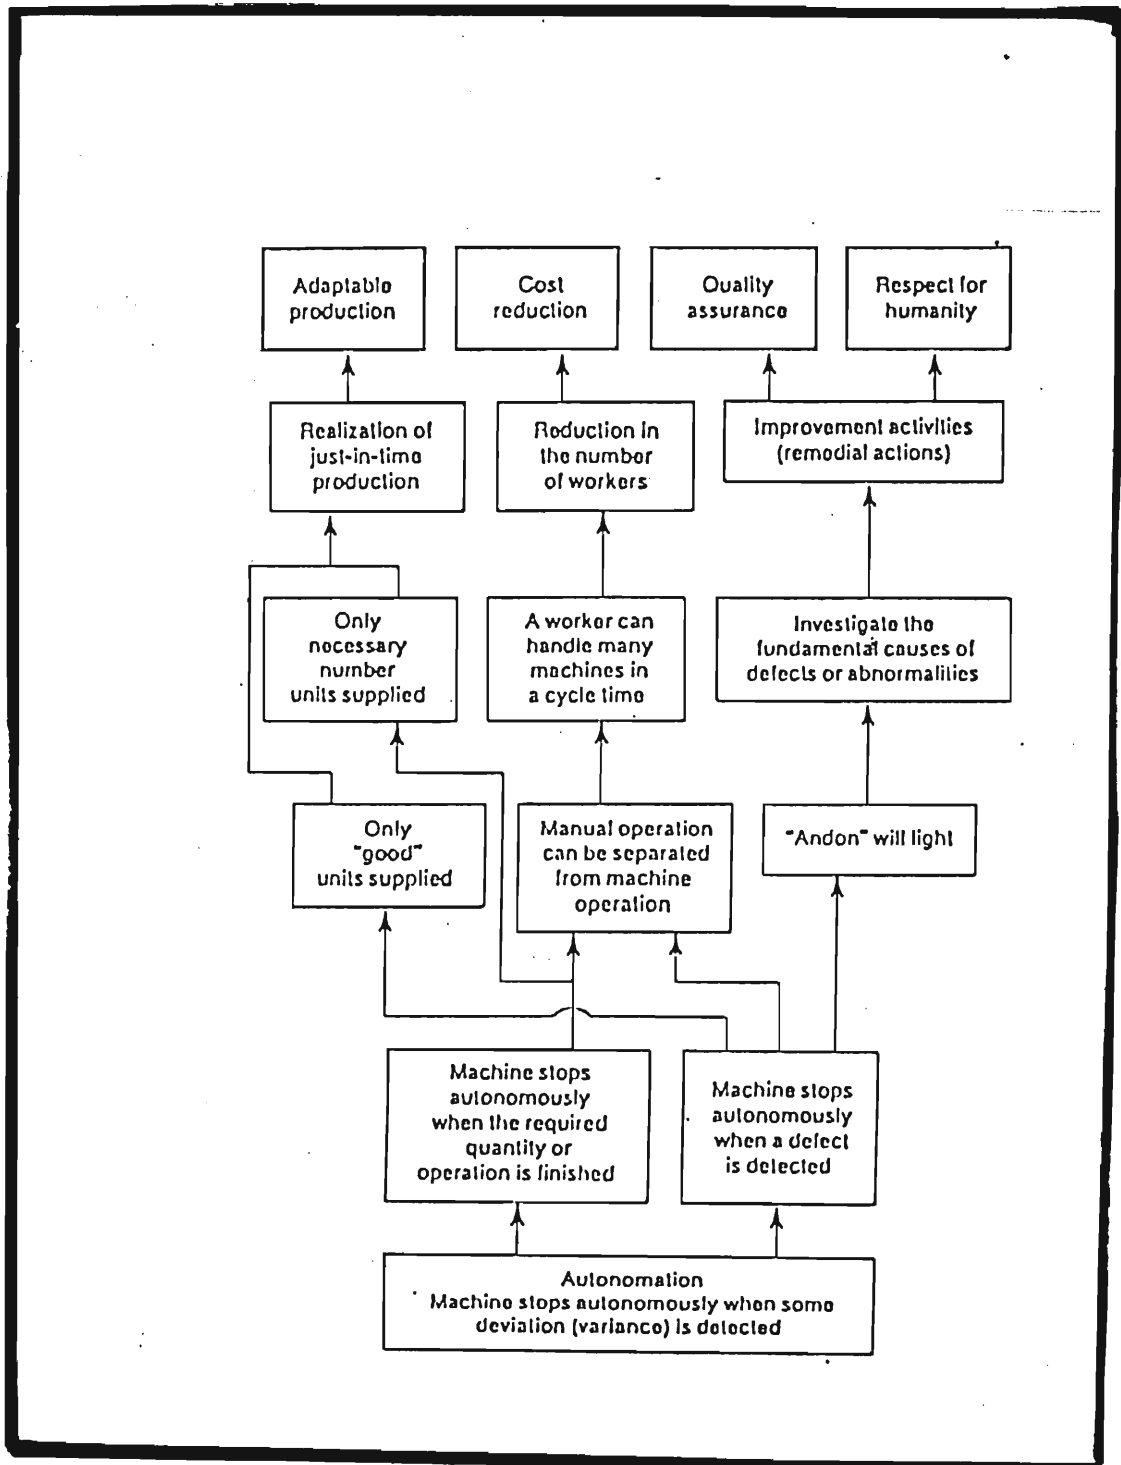 Adaptable
production
Cost
reduction
Quality
assurance
Respect for
humanity
Realization of
just-in-time
production
Reduction in
the number
of workers
Improvement activities
(remedial actions)
Only
necessary
number
units supplied
A worker can
handle many
machines in
a cycle time
Investigate the
fundamental causes of
defects or abnormalities
Only
"good"
units supplied
Manual operation
can be separated
from machine
operation
"Andon" will light
Machine stops
autonomously
when the required
quantity or
operation is finished
Machine stops
autonomously
when a defect
is detected
Autonomation
Machine stops autonomously when some
deviation (variance) is detected